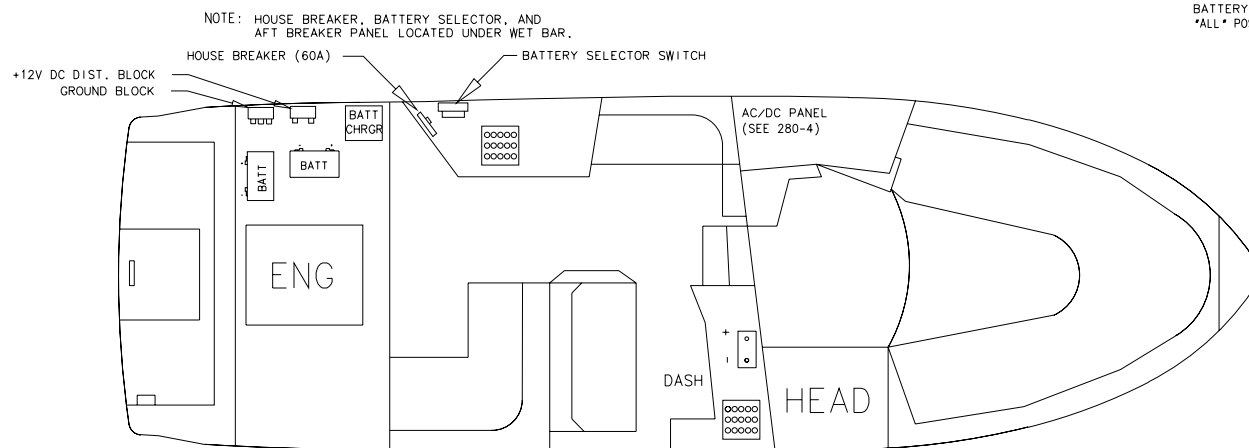 BATTERY
"ALL"
NOTE: HOUSE BREAKER, BATTERY SELECTOR, AND
AFT BREAKER PANEL LOCATED UNDER WET BAR.
HOUSE BREAKER (60A)
BATTERY SELECTOR SWITCH
+12V DC DIST. BLOCK
GROUND BLOCK
BATT
CHRGR
AC/DC PANEL
(SEE 280-4)
BATT
BATT
ENG
+
-
DASH
HEAD